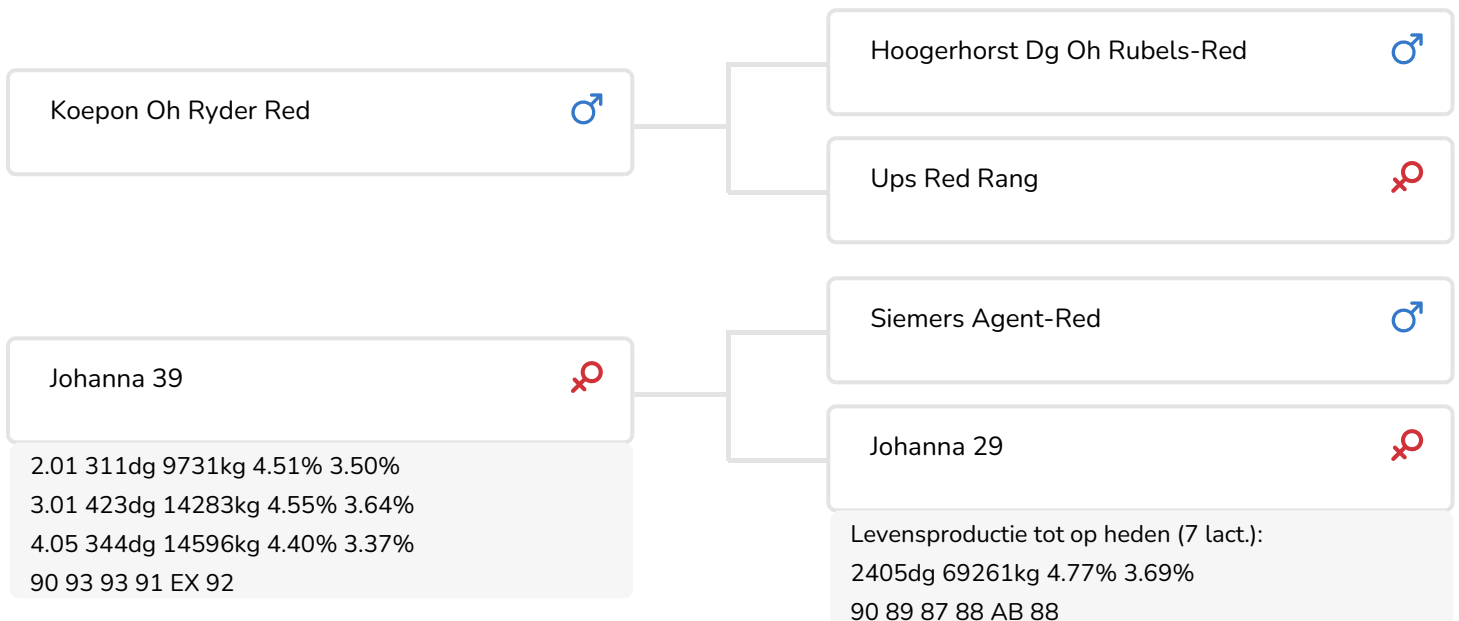 Koepon Oh Ryder Red
Hoogerhorst Dg Oh Rubels-Red
Ups Red Rang
Johanna 39
2.01 311dg 9731kg 4.51% 3.50%
3.01 423dg 14283kg 4.55% 3.64%
4.05 344dg 14596kg 4.40% 3.37%
90 93 93 91 EX 92
Siemers Agent-Red
Johanna 29
Levensproductie tot op heden (7 lact.):
2405dg 69261kg 4.77% 3.69%
90 89 87 88 AB 88